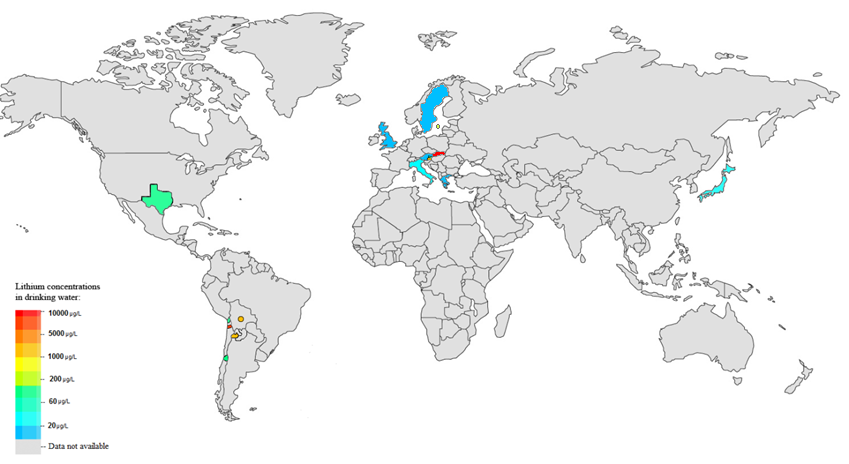 Lithium concentrations
in drinking water:
10000 µg/L
5000 µg/L
1000 µg/L
200 µg/L
60 µg/L
20 µg/L
Data not available